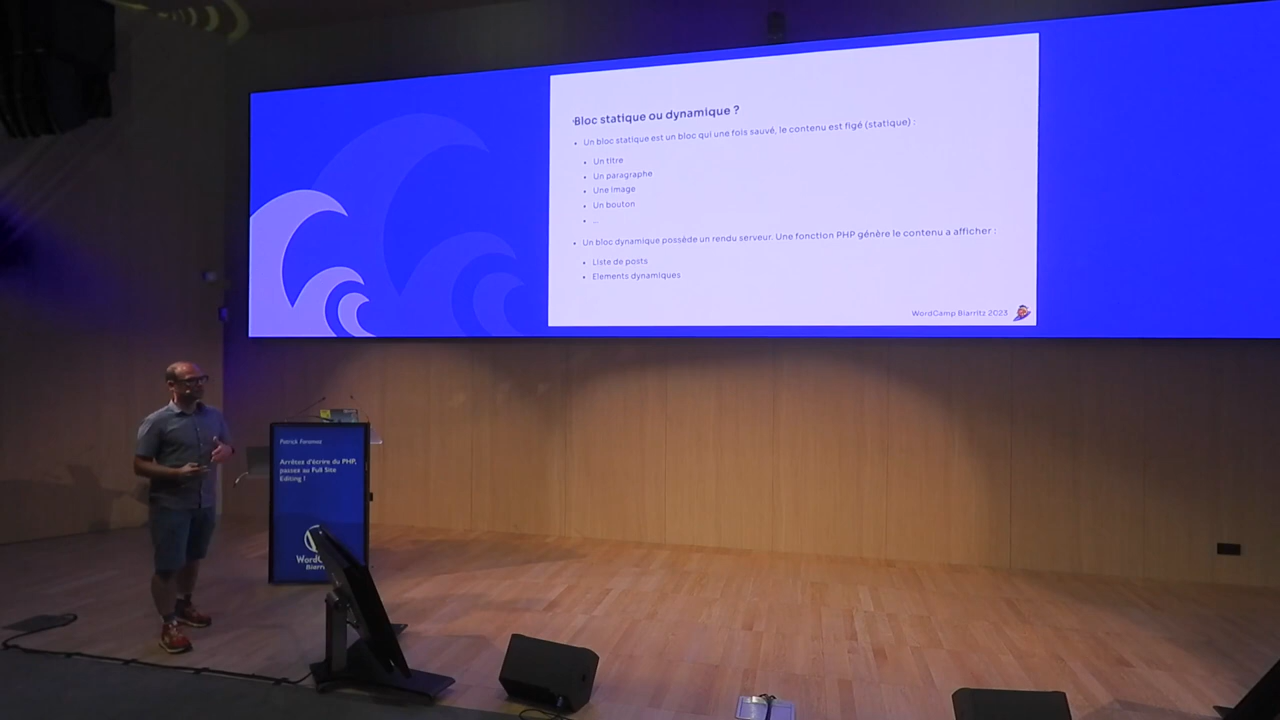 Bloc statique ou dynamique ?
• Un bloc statique est un bloc qui une fois sauvé, le contenu est figé (statique) :
• Un titre
• Un paragraphe
• Une image
• Un bouton
• ...
• Un bloc dynamique possède un rendu serveur. Une fonction PHP génère le contenu a afficher :
• Liste de posts
• Elements dynamiques
WordCamp Biarritz 2023
Patrick
Arrêtez d'écrire du PHP,
passez au Full Site
Editing !